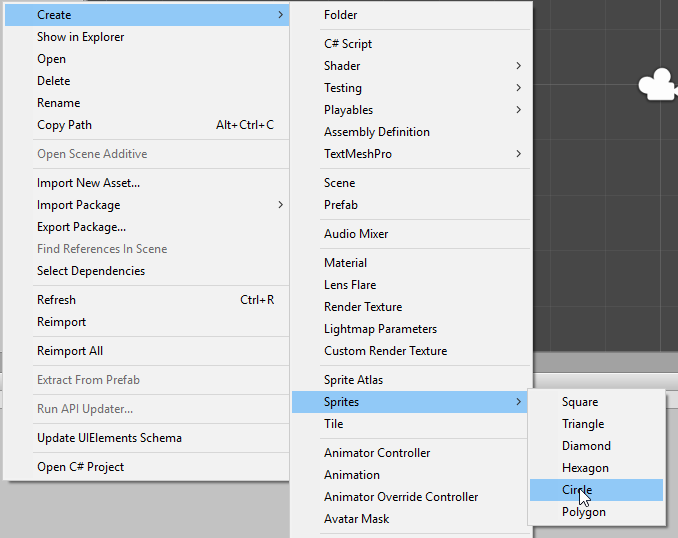 Create
Show in Explorer
Open
Delete
Rename
Copy Path Alt+Ctrl+C
Open Scene Additive
Import New Asset...
Import Package
Export Package...
Find References In Scene
Select Dependencies
Refresh Ctrl+R
Reimport
Reimport All
Extract From Prefab
Run API Updater...
Update UIElements Schema
Open C# Project
Folder
C# Script
Shader
Testing
Playables
Assembly Definition
TextMeshPro
Scene
Prefab
Audio Mixer
Material
Lens Flare
Render Texture
Lightmap Parameters
Custom Render Texture
Sprite Atlas
Sprites
Tile
Animator Controller
Animation
Animator Override Controller
Avatar Mask
Square
Triangle
Diamond
Hexagon
Circle
Polygon